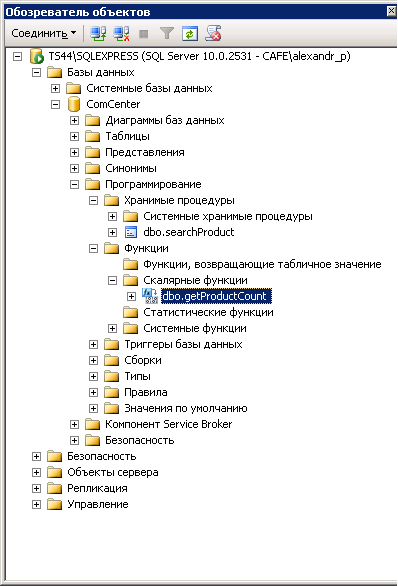 Обозреватель объектов
Соединить
TS44\SQLEXPRESS (SQL Server 10.0.2531 - CAFE\alexandr_p)
Базы данных
Системные базы данных
ComCenter
Диаграммы баз данных
Таблицы
Представления
Синонимы
Программирование
Хранимые процедуры
Системные хранимые процедуры
dbo.searchProduct
Функции
Функции, возвращающие табличное значение
Скалярные функции
dbo.getProductCount
Статистические функции
Системные функции
Триггеры базы данных
Сборки
Типы
Правила
Значения по умолчанию
Компонент Service Broker
Безопасность
Безопасность
Объекты сервера
Репликация
Управление